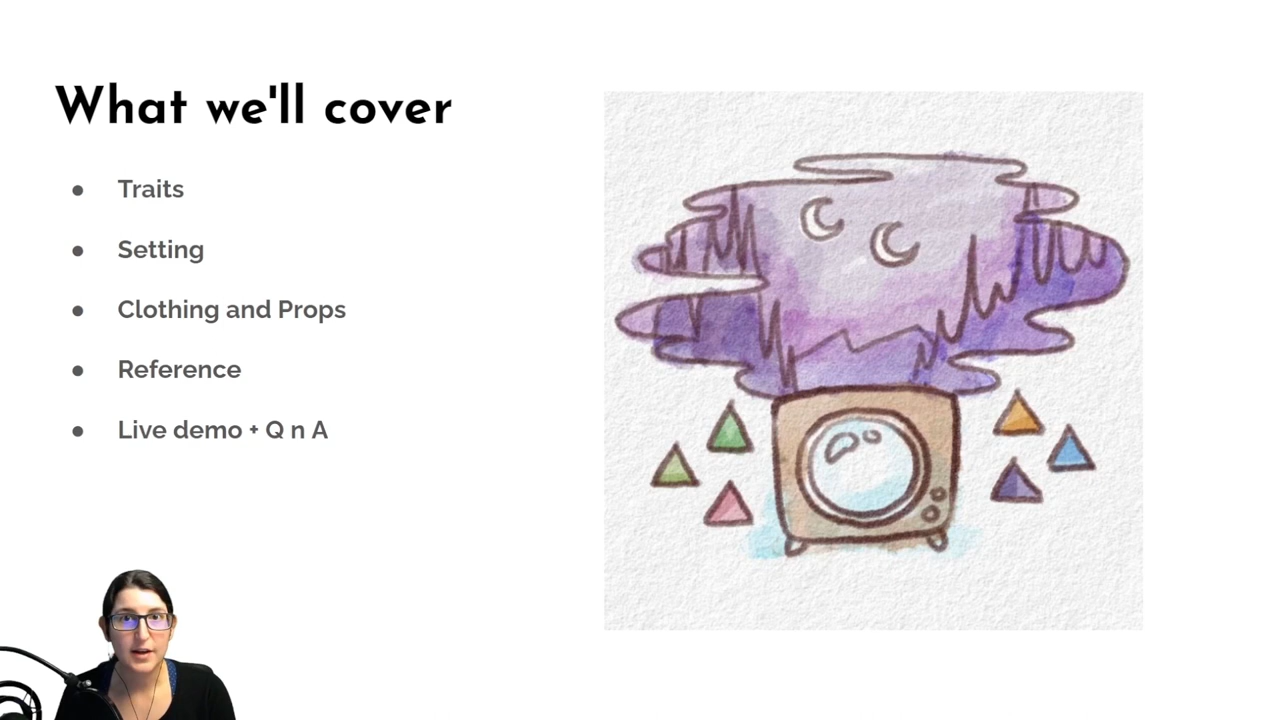 What we'll cover
● Traits
● Setting
● Clothing and Props
● Reference
● Live demo + Q n A